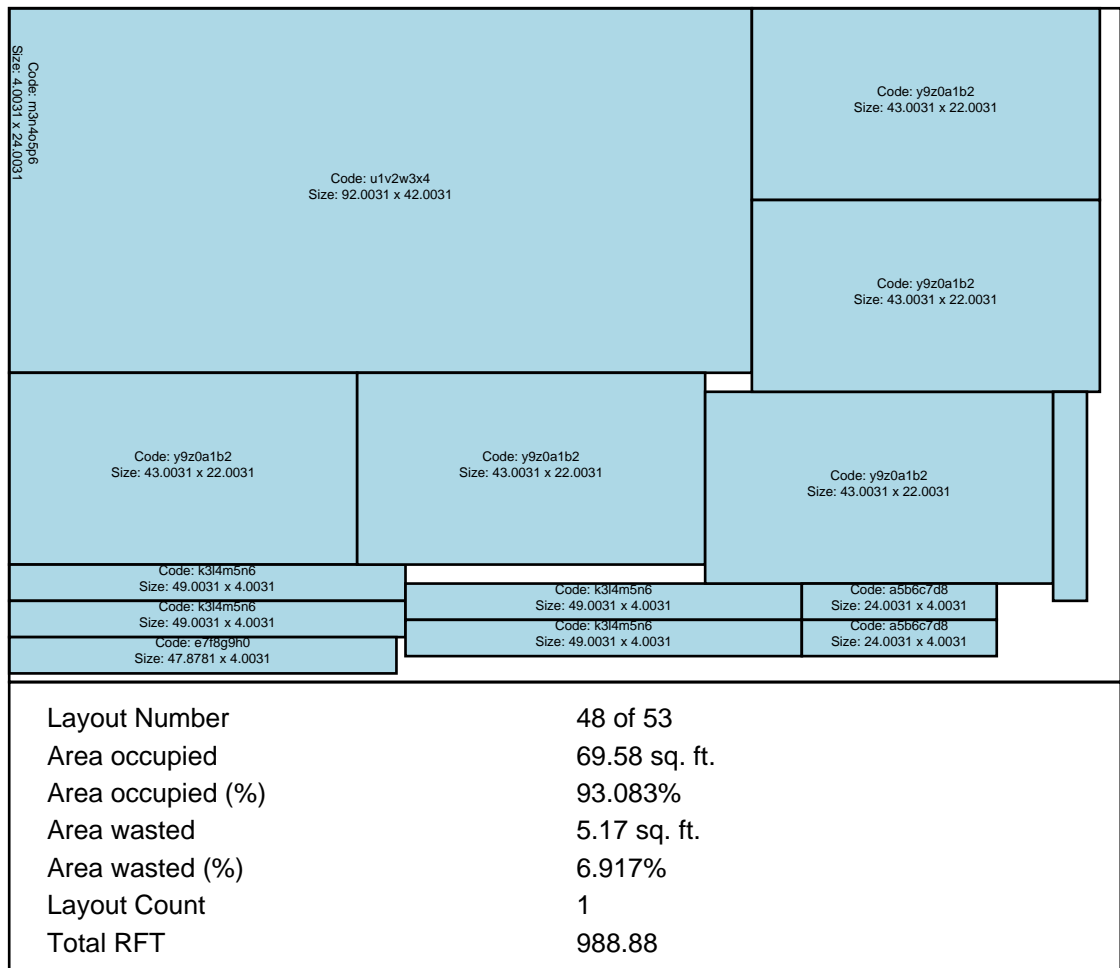 Code: m3n4o5p6
Size: 4.0031 x 24.0031
Code: u1v2w3x4
Size: 92.0031 x 42.0031
Code: y9z0a1b2
Size: 43.0031 x 22.0031
Code: y9z0a1b2
Size: 43.0031 x 22.0031
Code: y9z0a1b2
Size: 43.0031 x 22.0031
Code: y9z0a1b2
Size: 43.0031 x 22.0031
Code: y9z0a1b2
Size: 43.0031 x 22.0031
Code: k3l4m5n6
Size: 49.0031 x 4.0031
Code: k3l4m5n6
Size: 49.0031 x 4.0031
Code: e7f8g9h0
Size: 47.8781 x 4.0031
Code: k3l4m5n6
Size: 49.0031 x 4.0031
Code: k3l4m5n6
Size: 49.0031 x 4.0031
Code: a5b6c7d8
Size: 24.0031 x 4.0031
Code: a5b6c7d8
Size: 24.0031 x 4.0031
Layout Number 48 of 53
Area occupied 69.58 sq. ft.
Area occupied (%) 93.083%
Area wasted 5.17 sq. ft.
Area wasted (%) 6.917%
Layout Count 1
Total RFT 988.88